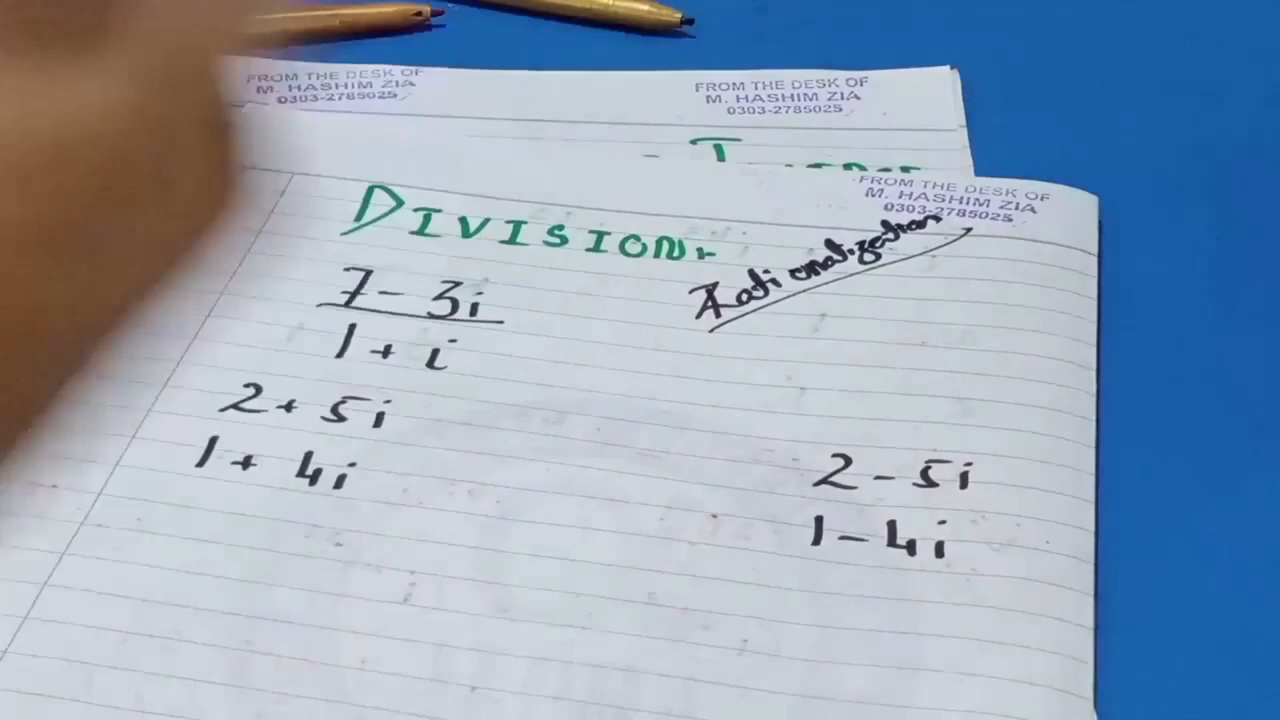 FROM THE DESK OF
M. HASHIM ZIA
0303-2785025
FROM THE DESK OF
M. HASHIM ZIA
0303-2785025
FROM THE DESK OF
M. HASHIM ZIA
0303-2785025
DIVISION:-
Rationalization
7 - 3i
1 + i
2 + 5i
1 + 4i
2 - 5i
1 - 4i